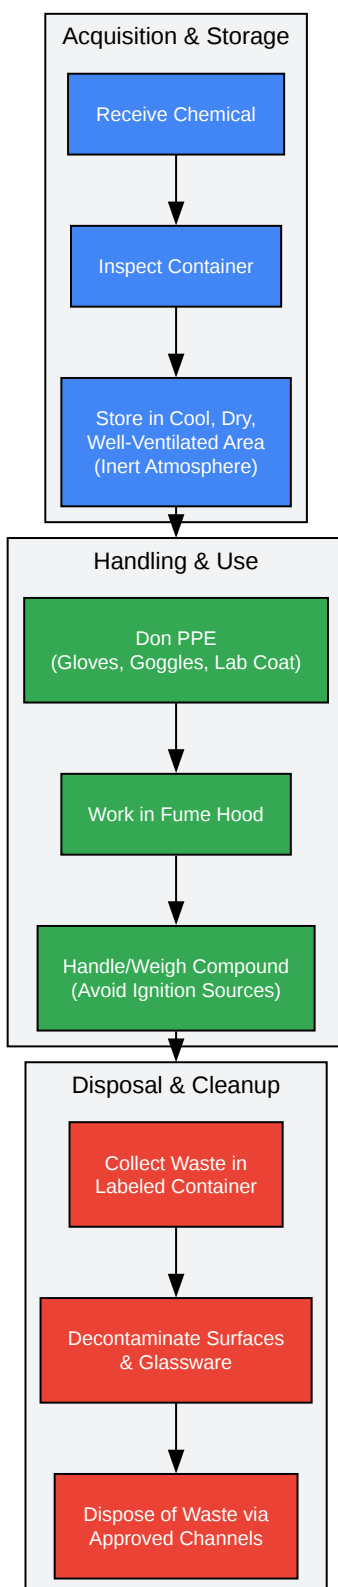 Acquisition & Storage
Receive Chemical
Inspect Container
Store in Cool, Dry,
Well-Ventilated Area
(Inert Atmosphere)
Handling & Use
Don PPE
(Gloves, Goggles, Lab Coat)
Work in Fume Hood
Handle/Weigh Compound
(Avoid Ignition Sources)
Disposal & Cleanup
Collect Waste in
Labeled Container
Decontaminate Surfaces
& Glassware
Dispose of Waste via
Approved Channels